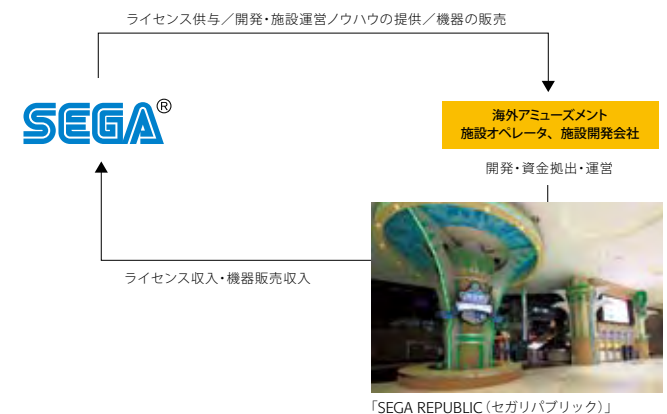 ライセンス供与／開発・施設運営ノウハウの提供／機器の販売
SEGA®
海外アミューズメント
施設オペレータ、施設開発会社
開発・資金拠出・運営
ライセンス収入・機器販売収入
「SEGA REPUBLIC（セガリパブリック）」